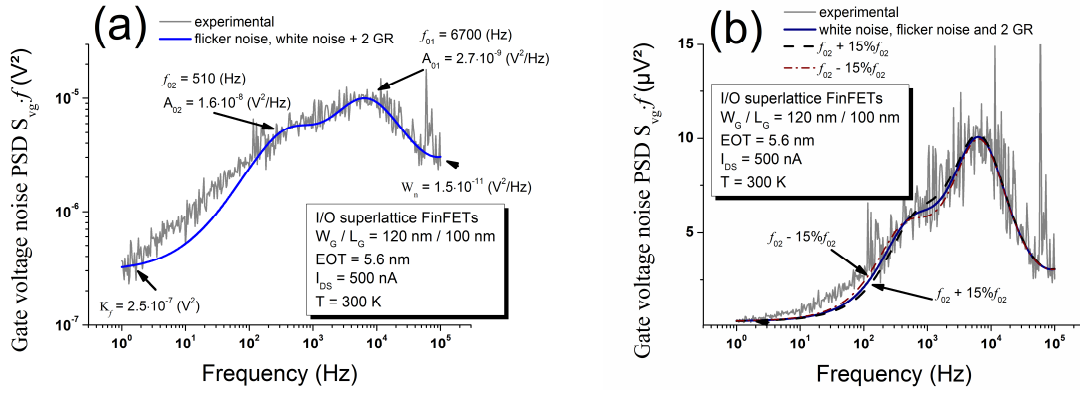 (a)
experimental
flicker noise, white noise + 2 GR
f01 = 6700 (Hz)
A01 = 2.7·10-9 (V2/Hz)
f02 = 510 (Hz)
A02 = 1.6·10-8 (V2/Hz)
Wn = 1.5·10-11 (V2/Hz)
Kf = 2.5·10-7 (V2)
I/O superlattice FinFETs
WG / LG = 120 nm / 100 nm
EOT = 5.6 nm
IDS = 500 nA
T = 300 K
Gate voltage noise PSD Svg·f (V²)
10-5
10-6
10-7
100 101 102 103 104 105
Frequency (Hz)
(b)
experimental
white noise, flicker noise and 2 GR
f02 + 15%f02
f02 - 15%f02
I/O superlattice FinFETs
WG / LG = 120 nm / 100 nm
EOT = 5.6 nm
IDS = 500 nA
T = 300 K
f02 - 15%f02
f02 + 15%f02
Gate voltage noise PSD Svg·f (µV²)
15
10
5
100 101 102 103 104 105
Frequency (Hz)